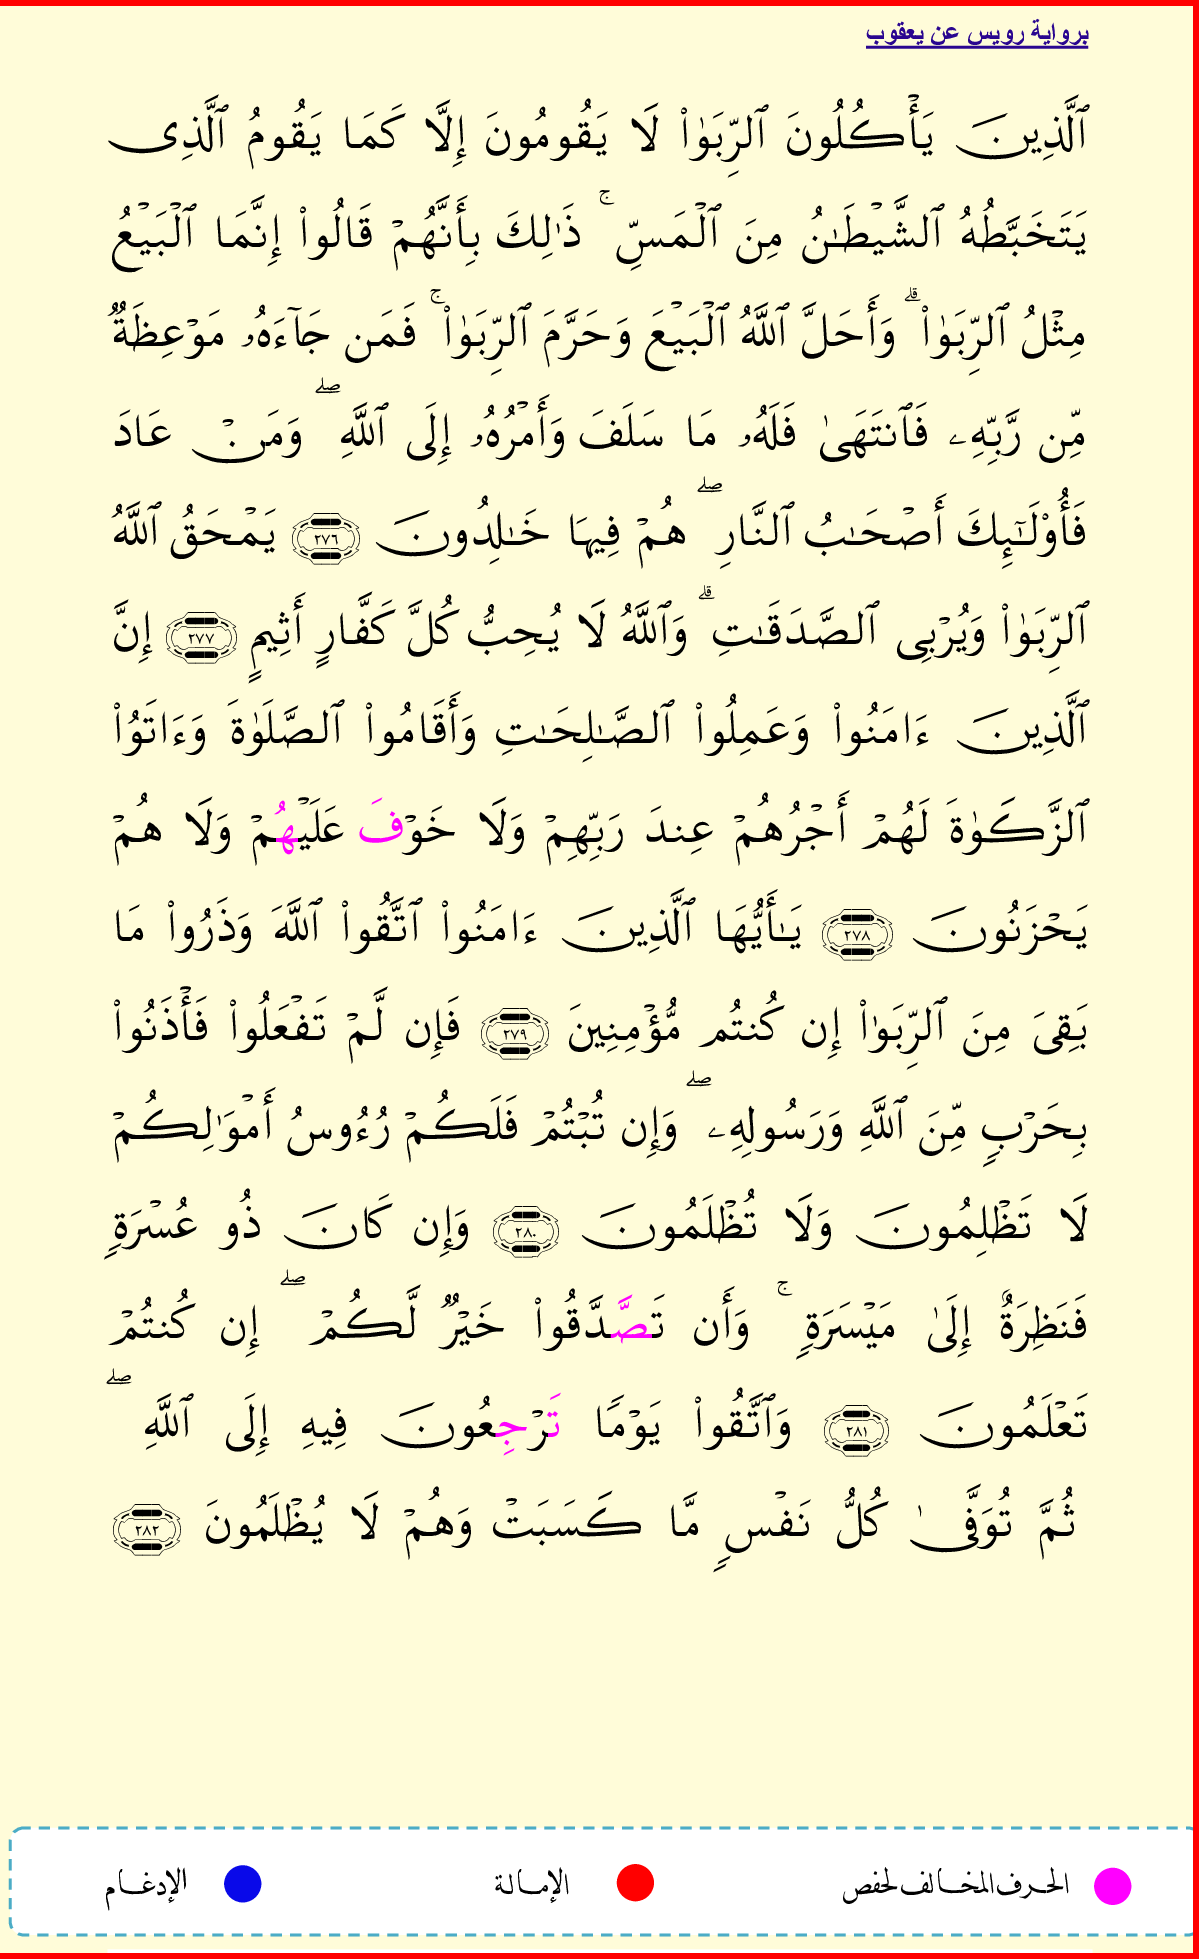 برواية رويس عن يعقوب
ٱلَّذِينَ يَأۡكُلُونَ ٱلرِّبَوٰاْ لَا يَقُومُونَ إِلَّا كَمَا يَقُومُ ٱلَّذِى
يَتَخَبَّطُهُ ٱلشَّيۡطَٰنُ مِنَ ٱلۡمَسِّۚ ذَٰلِكَ بِأَنَّهُمۡ قَالُواْ إِنَّمَا ٱلۡبَيۡعُ
مِثۡلُ ٱلرِّبَوٰاْۗ وَأَحَلَّ ٱللَّهُ ٱلۡبَيۡعَ وَحَرَّمَ ٱلرِّبَوٰاْۚ فَمَن جَآءَهُۥ مَوۡعِظَةٌ
مِّن رَّبِّهِۦ فَٱنتَهَىٰ فَلَهُۥ مَا سَلَفَ وَأَمۡرُهُۥ إِلَى ٱللَّهِۖ وَمَنۡ عَادَ
فَأُوْلَٰٓئِكَ أَصۡحَٰبُ ٱلنَّارِۖ هُمۡ فِيهَا خَٰلِدُونَ ٢٧٦ يَمۡحَقُ ٱللَّهُ
ٱلرِّبَوٰاْ وَيُرۡبِى ٱلصَّدَقَٰتِۗ وَٱللَّهُ لَا يُحِبُّ كُلَّ كَفَّارٍ أَثِيمٍ ٢٧٧ إِنَّ
ٱلَّذِينَ ءَامَنُواْ وَعَمِلُواْ ٱلصَّٰلِحَٰتِ وَأَقَامُواْ ٱلصَّلَوٰةَ وَءَاتَوُاْ
ٱلزَّكَوٰةَ لَهُمۡ أَجۡرُهُمۡ عِندَ رَبِّهِمۡ وَلَا خَوۡفَ عَلَيۡهُمۡ وَلَا هُمۡ
يَحۡزَنُونَ ٢٧٨ يَٰأَيُّهَا ٱلَّذِينَ ءَامَنُواْ ٱتَّقُواْ ٱللَّهَ وَذَرُواْ مَا
بَقِىَ مِنَ ٱلرِّبَوٰاْ إِن كُنتُم مُّؤۡمِنِينَ ٢٧٩ فَإِن لَّمۡ تَفۡعَلُواْ فَأۡذَنُواْ
بِحَرۡبٍ مِّنَ ٱللَّهِ وَرَسُولِهِۦۖ وَإِن تُبۡتُمۡ فَلَكُمۡ رُءُوسُ أَمۡوَٰلِكُمۡ
لَا تَظۡلِمُونَ وَلَا تُظۡلَمُونَ ٢٨٠ وَإِن كَانَ ذُو عُسۡرَةٍ
فَنَظِرَةٌ إِلَىٰ مَيۡسَرَةٍۚ وَأَن تَصَّدَّقُواْ خَيۡرٌ لَّكُمۡۖ إِن كُنتُمۡ
تَعۡلَمُونَ ٢٨١ وَٱتَّقُواْ يَوۡمًا تَرۡجِعُونَ فِيهِ إِلَى ٱللَّهِۖ
ثُمَّ تُوَفَّىٰ كُلُّ نَفۡسٍ مَّا كَسَبَتۡ وَهُمۡ لَا يُظۡلَمُونَ ٢٨٢
الحرف المخالف لحفص الإمالة الإدغام